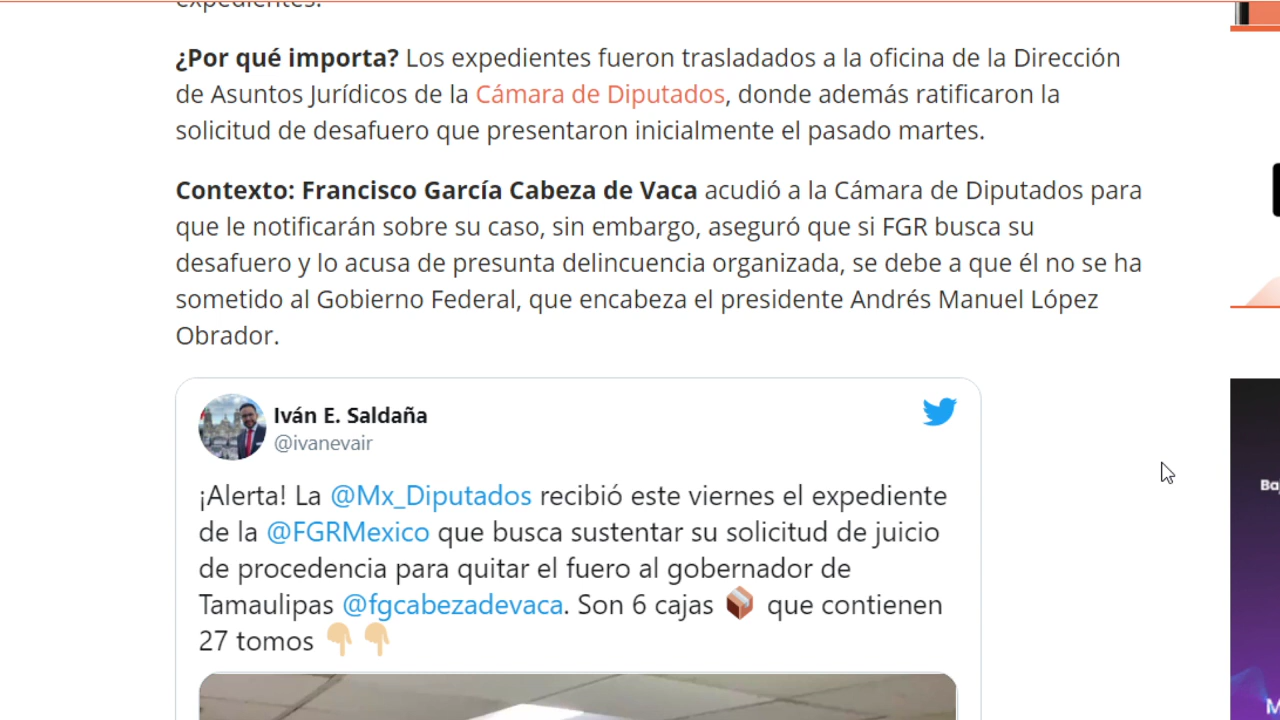 expedientes.
¿Por qué importa? Los expedientes fueron trasladados a la oficina de la Dirección
de Asuntos Jurídicos de la Cámara de Diputados, donde además ratificaron la
solicitud de desafuero que presentaron inicialmente el pasado martes.
Contexto: Francisco García Cabeza de Vaca acudió a la Cámara de Diputados para
que le notificarán sobre su caso, sin embargo, aseguró que si FGR busca su
desafuero y lo acusa de presunta delincuencia organizada, se debe a que él no se ha
sometido al Gobierno Federal, que encabeza el presidente Andrés Manuel López
Obrador.
Iván E. Saldaña
@ivanevair
¡Alerta! La @Mx_Diputados recibió este viernes el expediente
de la @FGRMexico que busca sustentar su solicitud de juicio
de procedencia para quitar el fuero al gobernador de
Tamaulipas @fgcabezadevaca. Son 6 cajas 📦 que contienen
27 tomos 👇🏼👇🏼